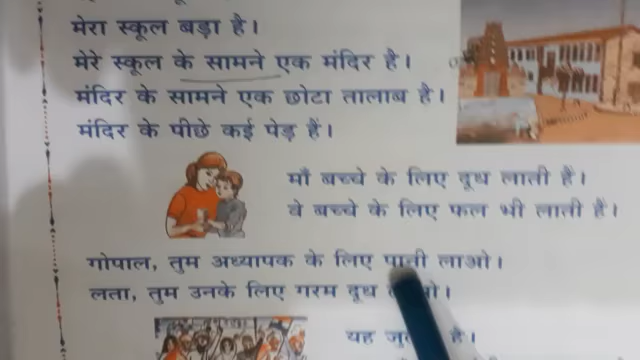 मेरा स्कूल बड़ा है।
मेरे स्कूल के सामने एक मंदिर है।
मंदिर के सामने एक छोटा तालाब है।
मंदिर के पीछे कई पेड़ हैं।
माँ बच्चे के लिए दूध लाती हैं।
वे बच्चे के लिए फल भी लाती हैं।
गोपाल, तुम अध्यापक के लिए पानी लाओ।
लता, तुम उनके लिए गरम दूध
यह है।